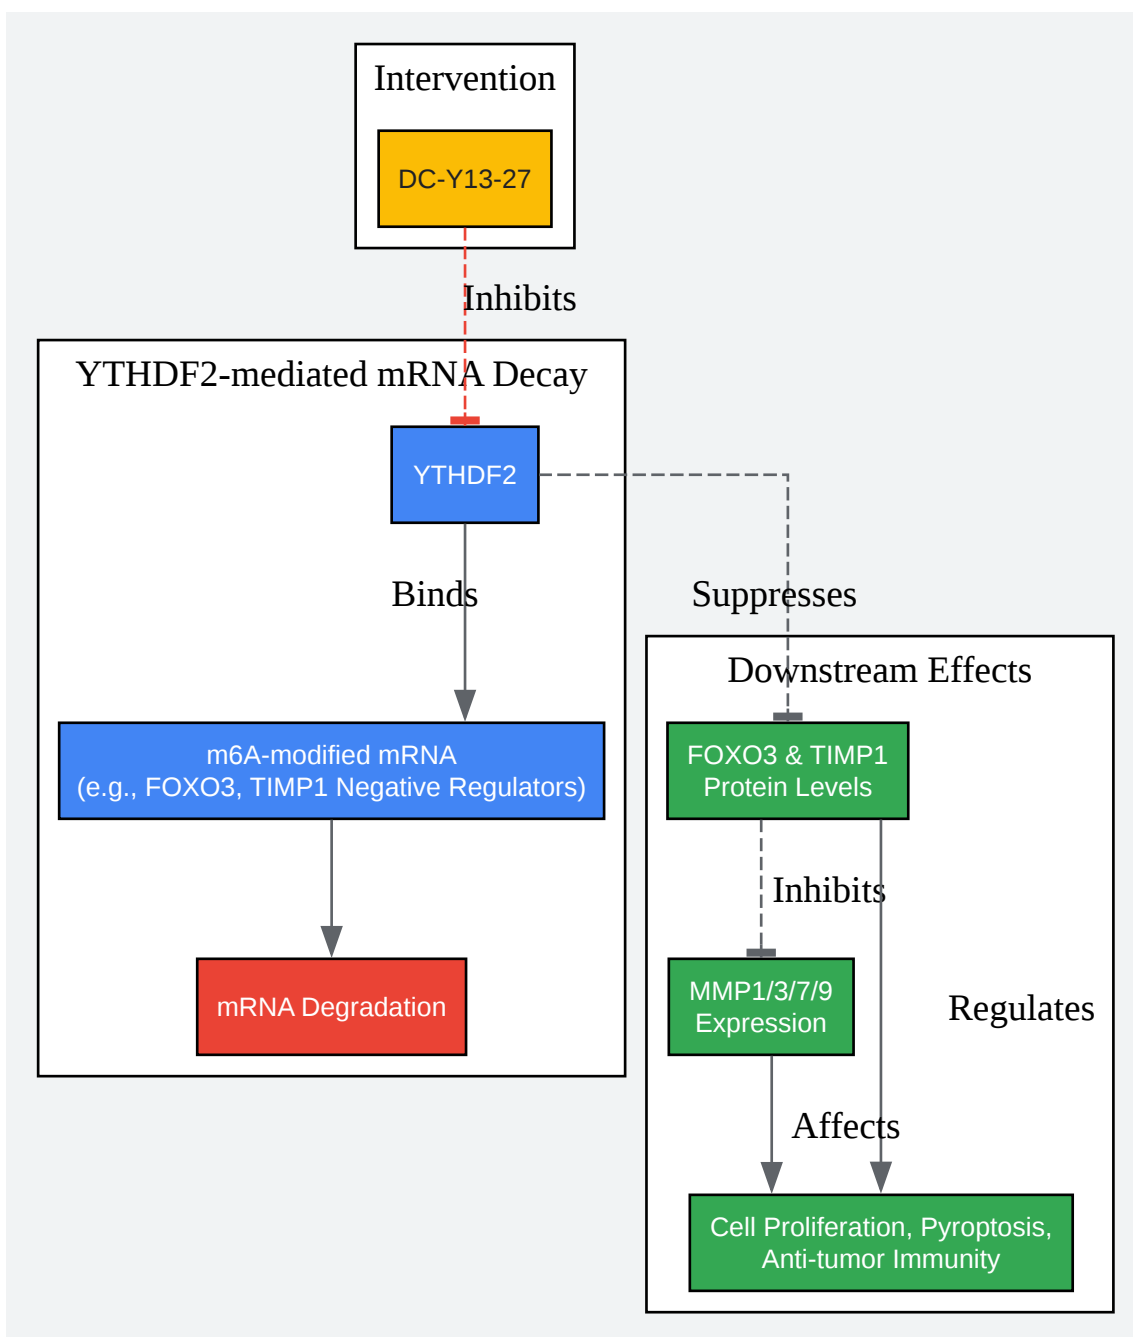 Intervention
DC-Y13-27
Inhibits
YTHDF2-mediated mRNA Decay
YTHDF2
Binds
Suppresses
Downstream Effects
m6A-modified mRNA
(e.g., FOXO3, TIMP1 Negative Regulators)
FOXO3 & TIMP1
Protein Levels
Inhibits
mRNA Degradation
MMP1/3/7/9
Expression
Regulates
Affects
Cell Proliferation, Pyroptosis,
Anti-tumor Immunity